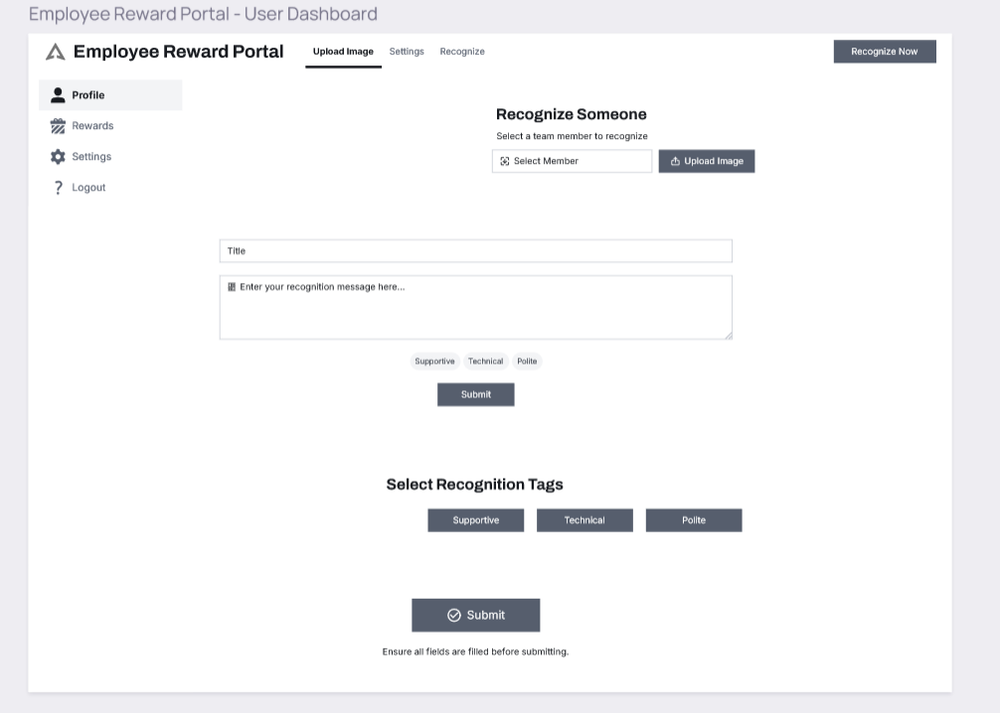 Employee Reward Portal - User Dashboard
Employee Reward Portal
Upload Image
Settings
Recognize
Recognize Now
Profile
Rewards
Settings
? Logout
Recognize Someone
Select a team member to recognize
Select Member
Upload Image
Title
Enter your recognition message here...
Supportive
Technical
Polite
Submit
Select Recognition Tags
Supportive
Technical
Polite
Submit
Ensure all fields are filled before submitting.